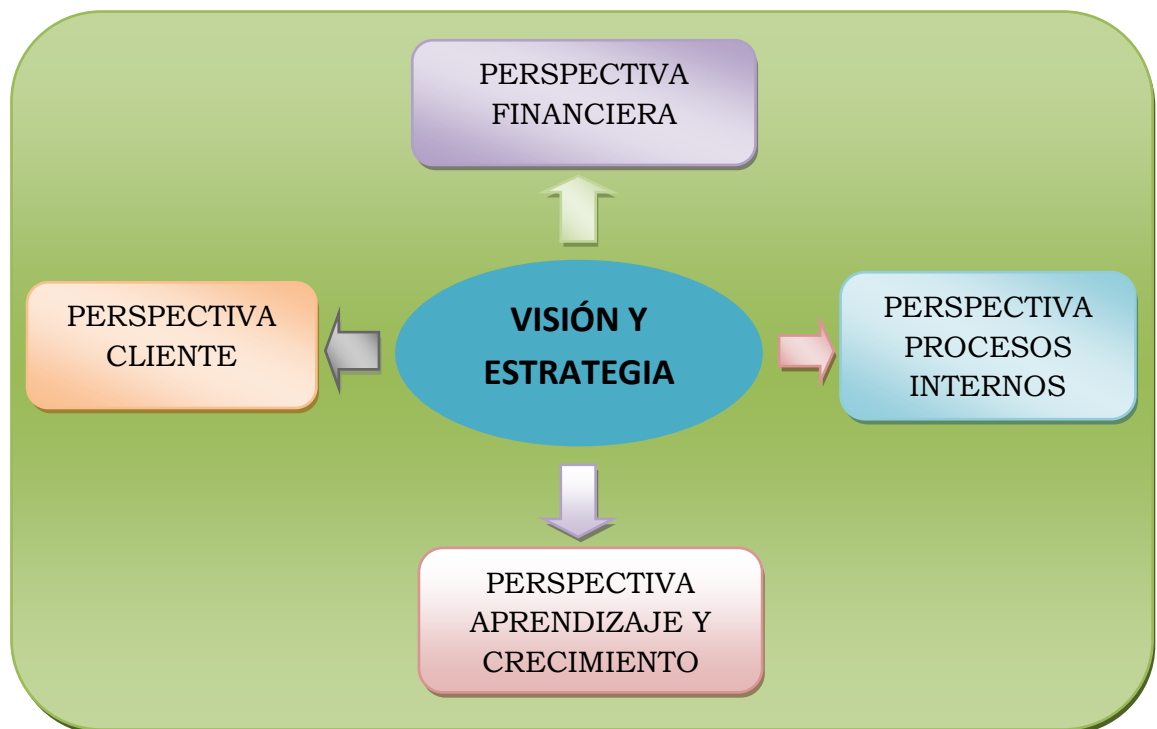 PERSPECTIVA
FINANCIERA
PERSPECTIVA
CLIENTE
VISIÓN Y
ESTRATEGIA
PERSPECTIVA
PROCESOS
INTERNOS
PERSPECTIVA
APRENDIZAJE Y
CRECIMIENTO